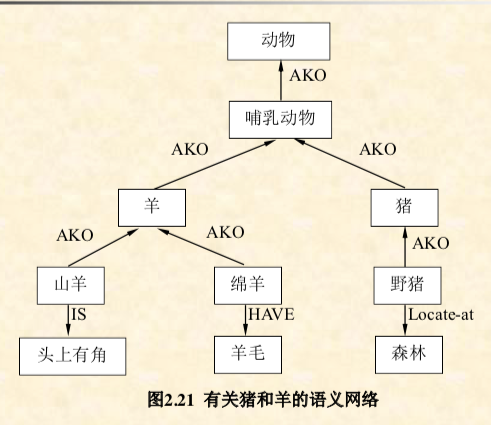 动物
AKO
哺乳动物
AKO
AKO
羊
猪
AKO
AKO
AKO
山羊
绵羊
野猪
IS
HAVE
Locate-at
头上有角
羊毛
森林
图2.21 有关猪和羊的语义网络